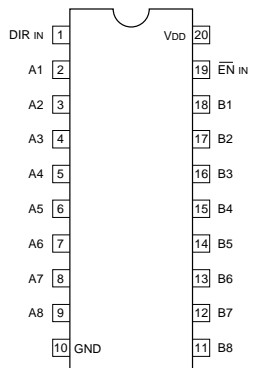 DIR IN 1 VDD 20
A1 2 19 E̅N̅ IN
A2 3 18 B1
A3 4 17 B2
A4 5 16 B3
A5 6 15 B4
A6 7 14 B5
A7 8 13 B6
A8 9 12 B7
10 GND 11 B8